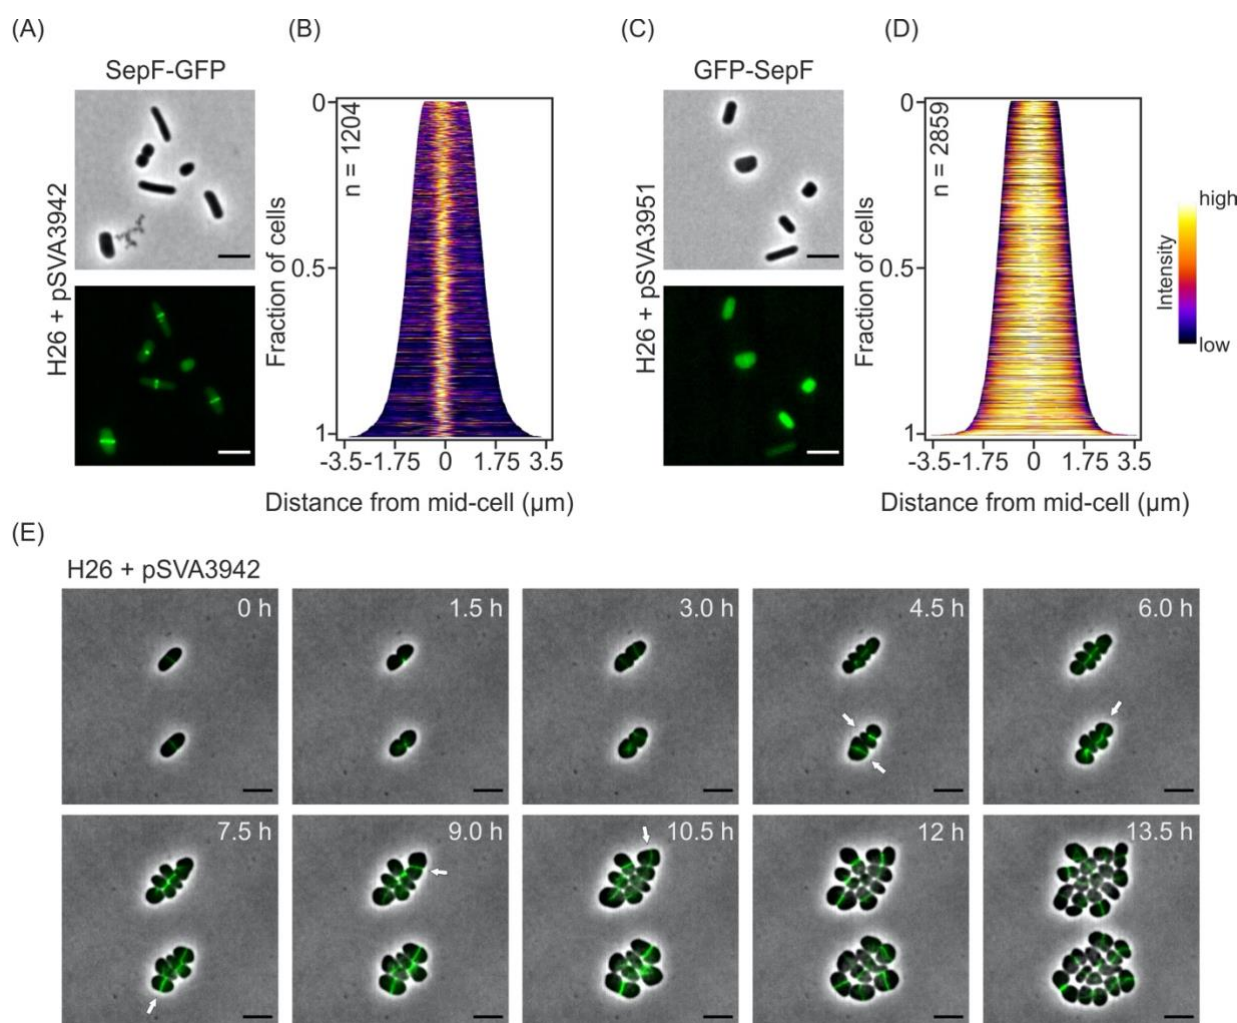 (A)
SepF-GFP
H26 + pSVA3942
(B)
n = 1204
Fraction of cells
0
0.5
1
-3.5 -1.75 0 1.75 3.5
Distance from mid-cell (µm)
(C)
GFP-SepF
H26 + pSVA3951
(D)
n = 2859
Fraction of cells
0
0.5
1
-3.5 -1.75 0 1.75 3.5
Distance from mid-cell (µm)
high
Intensity
low
(E)
H26 + pSVA3942
0 h
1.5 h
3.0 h
4.5 h
6.0 h
7.5 h
9.0 h
10.5 h
12 h
13.5 h